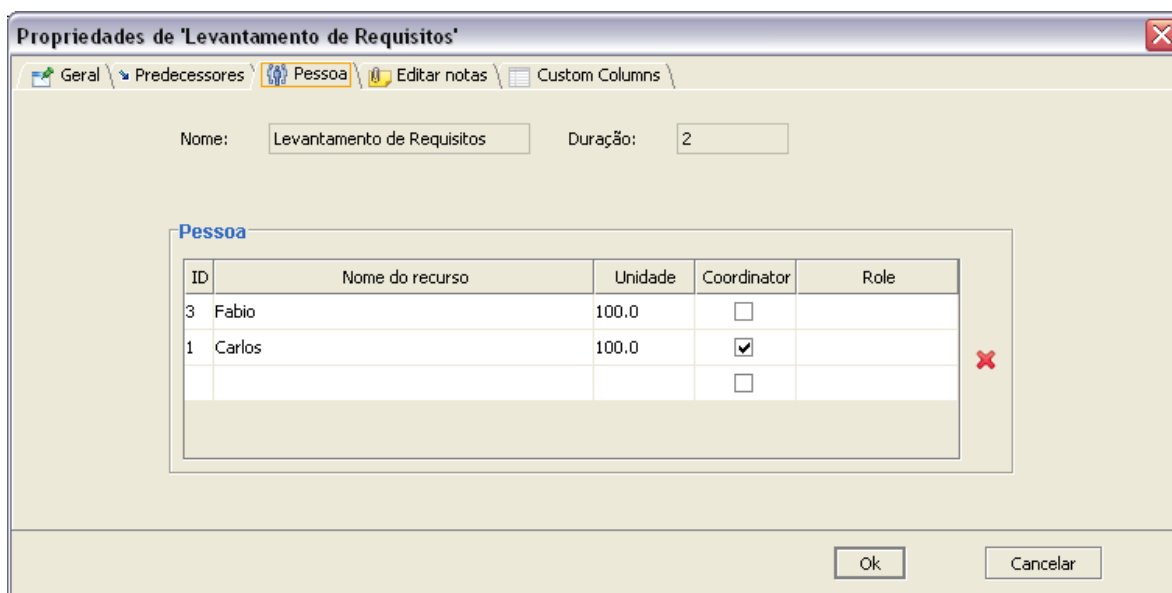 Propriedades de 'Levantamento de Requisitos'
Geral Predecessores Pessoa Editar notas Custom Columns
Nome: Levantamento de Requisitos Duração: 2
Pessoa
ID Nome do recurso Unidade Coordinator Role
3 Fabio 100.0
1 Carlos 100.0
Ok Cancelar